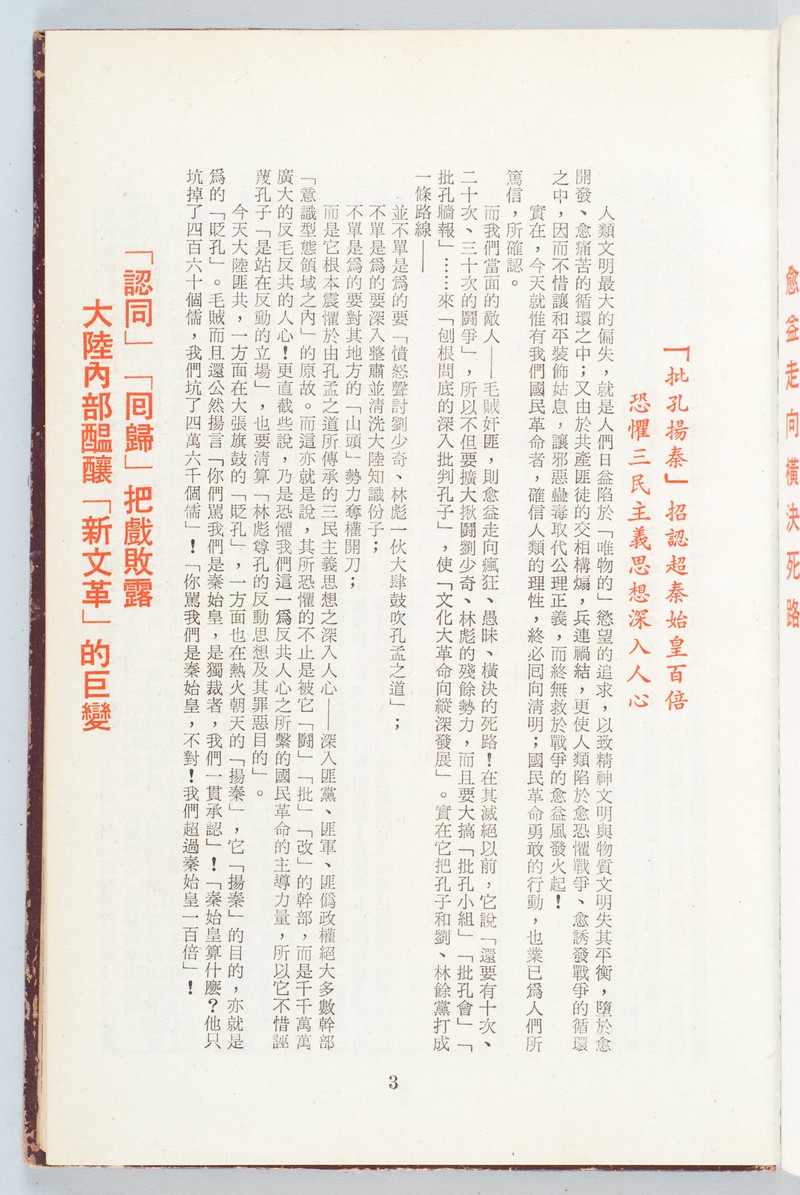 愈益走向橫決死路
「批孔揚秦」招認超秦始皇百倍
恐懼三民主義思想深入人心
人類文明最大的偏失，就是人們日益陷於「唯物的」慾望的追求，以致精神文明與物質文明失其平衡，墮於愈
開發、愈痛苦的循環之中；又由於共產匪徒的交相構煽，兵連禍結，更使人類陷於愈恐懼戰爭、愈誘發戰爭的循環
之中，因而不惜讓和平裝飾姑息，讓邪惡蠱毒取代公理正義，而終無救於戰爭的愈益風發火起！
實在，今天就惟有我們國民革命者，確信人類的理性，終必囘向清明；國民革命勇敢的行動，也業已爲人們所
篤信，所確認。
而我們當面的敵人——毛賊奸匪，則愈益走向瘋狂、愚昧、橫決的死路！在其滅絕以前，它說「還要有十次、
二十次、三十次的鬪爭」，所以不但要擴大揪鬪劉少奇、林彪的殘餘勢力，而且要大搞「批孔小組」「批孔會」「
批孔牆報」……來「刨根問底的深入批判孔子」，使「文化大革命向縱深發展」。實在它把孔子和劉、林餘黨打成
一條路線——
並不單是爲的要「憤怒聲討劉少奇、林彪一伙大肆鼓吹孔孟之道」；
不單是爲的要深入整肅並淸洗大陸知識份子；
不單是爲的要對其地方的「山頭」勢力奪權開刀；
而是它根本震懾於由孔孟之道所傳承的三民主義思想之深入人心——深入匪黨、匪軍、匪僞政權絕大多數幹部
「意識型態領域之內」的原故。而這亦就是說，其所恐懼的不止是被它「鬪」「批」「改」的幹部，而是千千萬萬
廣大的反毛反共的人心！更直截些說，乃是恐懼我們這一爲反共人心之所繫的國民革命的主導力量，所以它不惜誣
蔑孔子「是站在反動的立場」，也要淸算「林彪尊孔的反動思想及其罪惡目的」。
今天大陸匪共，一方面在大張旗鼓的「貶孔」，一方面也在熱火朝天的「揚秦」，它「揚秦」的目的，亦就是
爲的「貶孔」。毛賊而且還公然揚言「你們罵我們是秦始皇，是獨裁者，我們一貫承認」！「秦始皇算什麽？他只
坑掉了四百六十個儒，我們坑了四萬六千個儒」！「你罵我們是秦始皇，不對！我們超過秦始皇一百倍」！
「認同」「囘歸」把戲敗露
大陸內部醞釀「新文革」的巨變
3